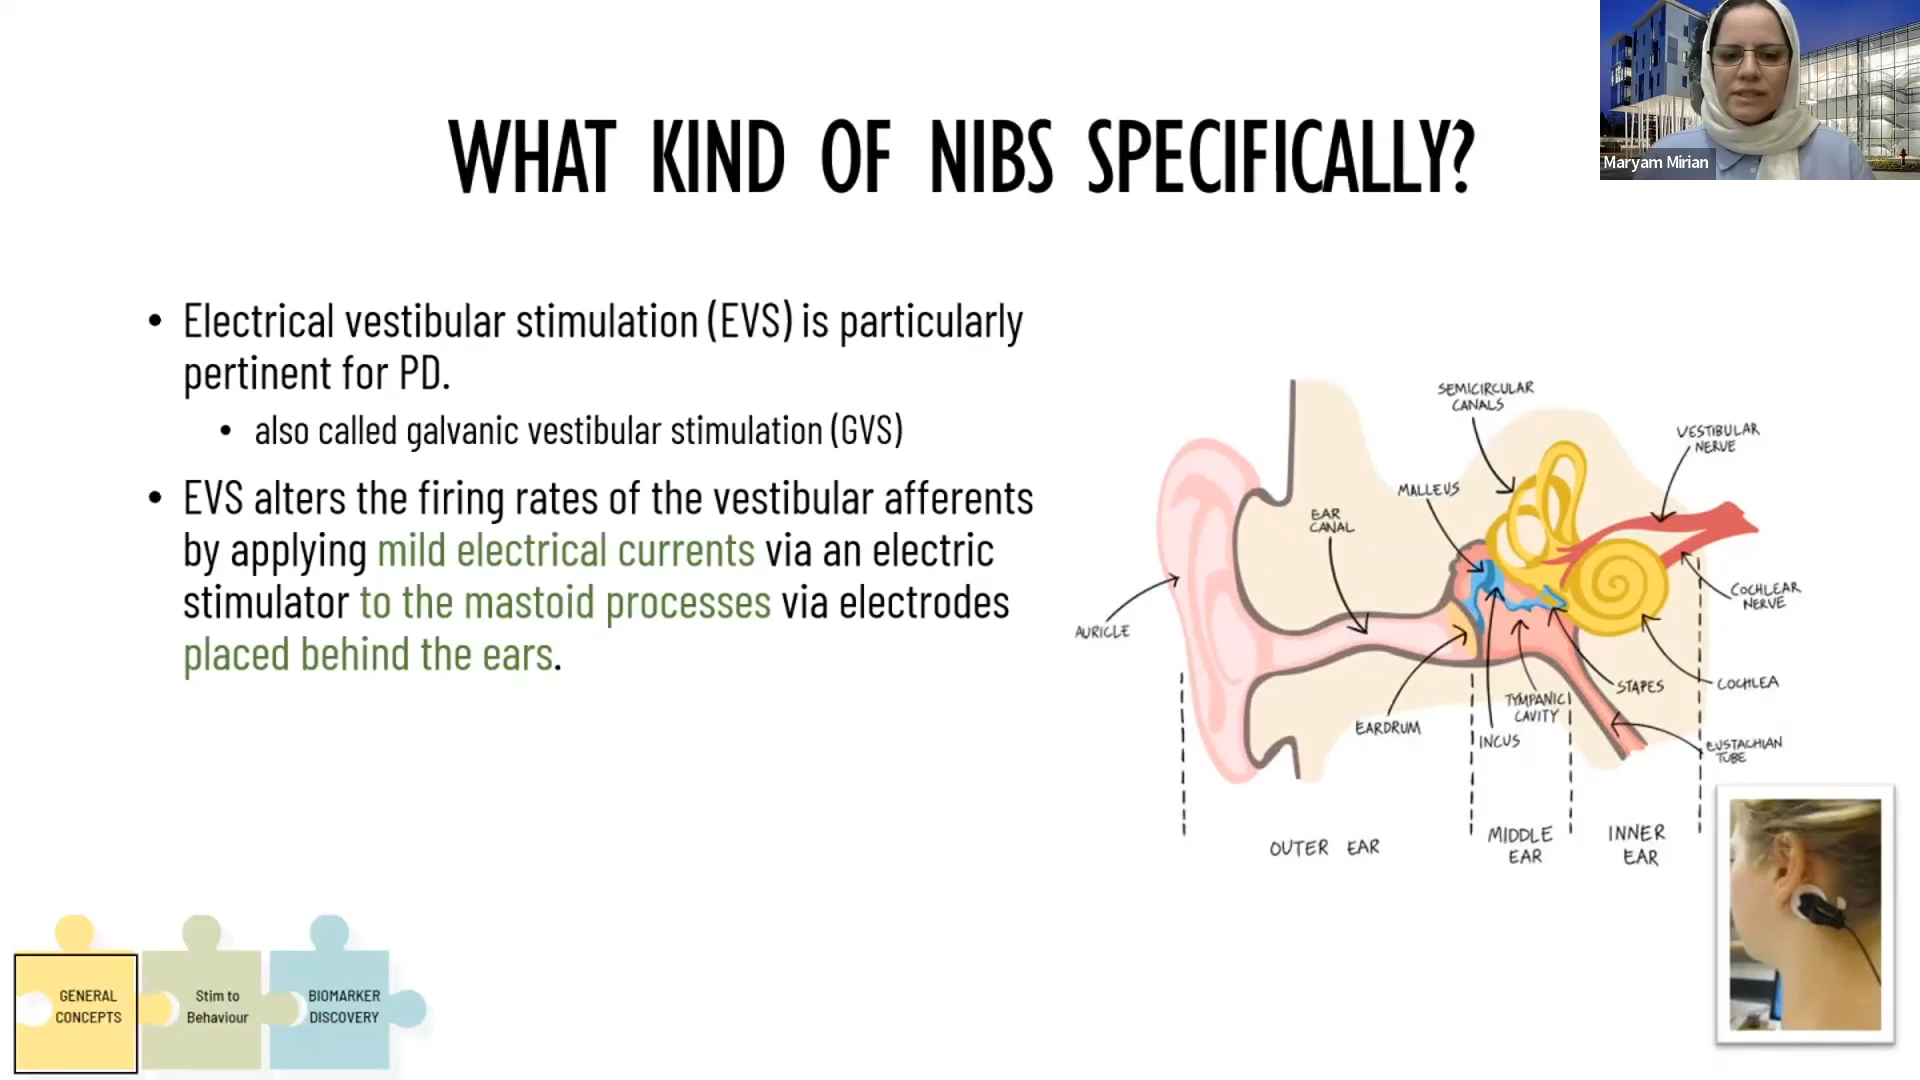 WHAT KIND OF NIBS SPECIFICALLY?
Maryam Mirian
• Electrical vestibular stimulation (EVS) is particularly
pertinent for PD.
• also called galvanic vestibular stimulation (GVS)
• EVS alters the firing rates of the vestibular afferents
by applying mild electrical currents via an electric
stimulator to the mastoid processes via electrodes
placed behind the ears.
SEMICIRCULAR
CANALS
VESTIBULAR
NERVE
MALLEUS
EAR
CANAL
COCHLEAR
NERVE
AURICLE
STAPES
COCHLEA
TYMPANIC
CAVITY
EARDRUM
INCUS
EUSTACHIAN
TUBE
OUTER EAR
MIDDLE
EAR
INNER
EAR
GENERAL
CONCEPTS
Stim to
Behaviour
BIOMARKER
DISCOVERY